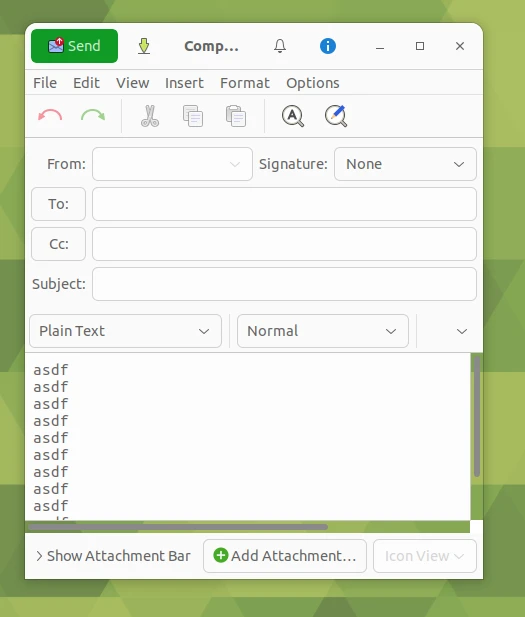 Send Comp...
File Edit View Insert Format Options
From: Signature: None
To:
Cc:
Subject:
Plain Text Normal
asdf
asdf
asdf
asdf
asdf
asdf
asdf
asdf
asdf
Show Attachment Bar Add Attachment... Icon View